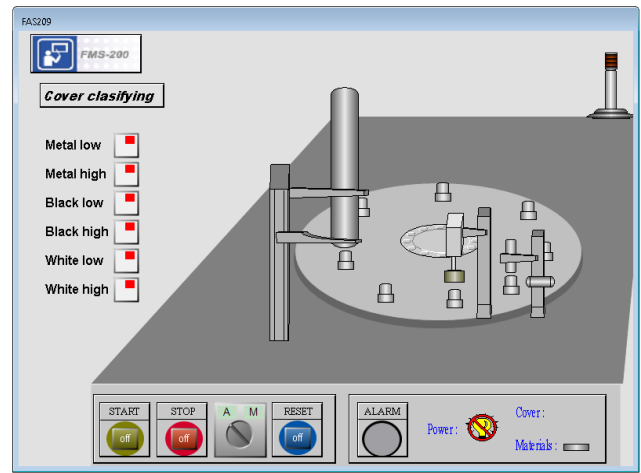 FAS209
FMS-200
Cover clasifying
Metal low
Metal high
Black low
Black high
White low
White high
START
STOP
A M
RESET
ALARM
off
off
off
Power :
Cover :
Materials :